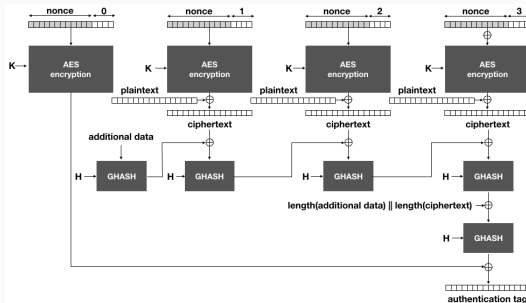 nonce 0 nonce 1 nonce 2 nonce 3
K AES encryption K AES encryption K AES encryption K AES encryption
plaintext plaintext plaintext
ciphertext ciphertext ciphertext
additional data
H GHASH H GHASH H GHASH H GHASH
length(additional data) || length(ciphertext)
H GHASH
authentication tag